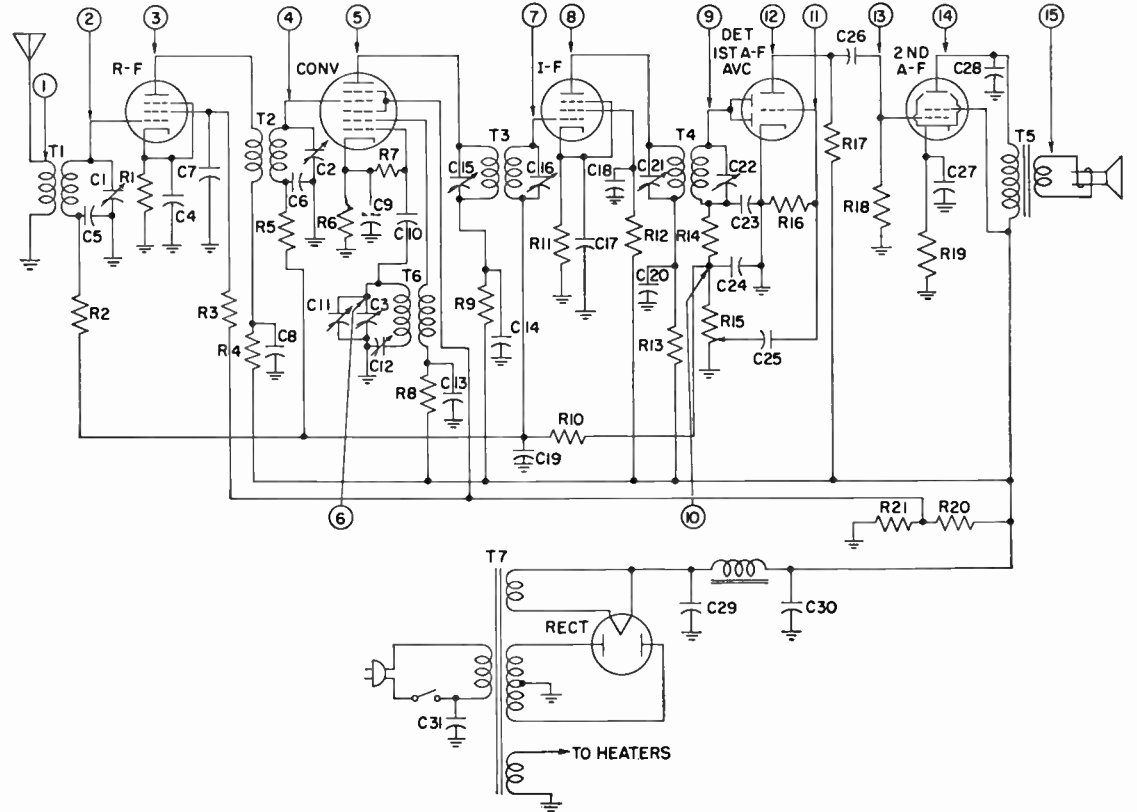 2
3
4
5
7
8
9
12
11
13
14
15
1
R-F
CONV
I-F
DET
1ST A-F
AVC
C26
2 ND
A-F
C28
T1
C1
C5
R1
C7
C4
T2
C2
C6
R5
R7
R6
C9
C10
C15
T3
C16
C18
C21
T4
C22
C23
R16
R17
R18
C27
T5
R19
R2
R3
R4
C8
C11
C3
C12
T6
R8
C13
R9
C14
R11
C17
R12
C20
R13
R14
C24
R15
C25
R10
C19
6
10
R21
R20
T7
RECT
C29
C30
C31
TO HEATERS